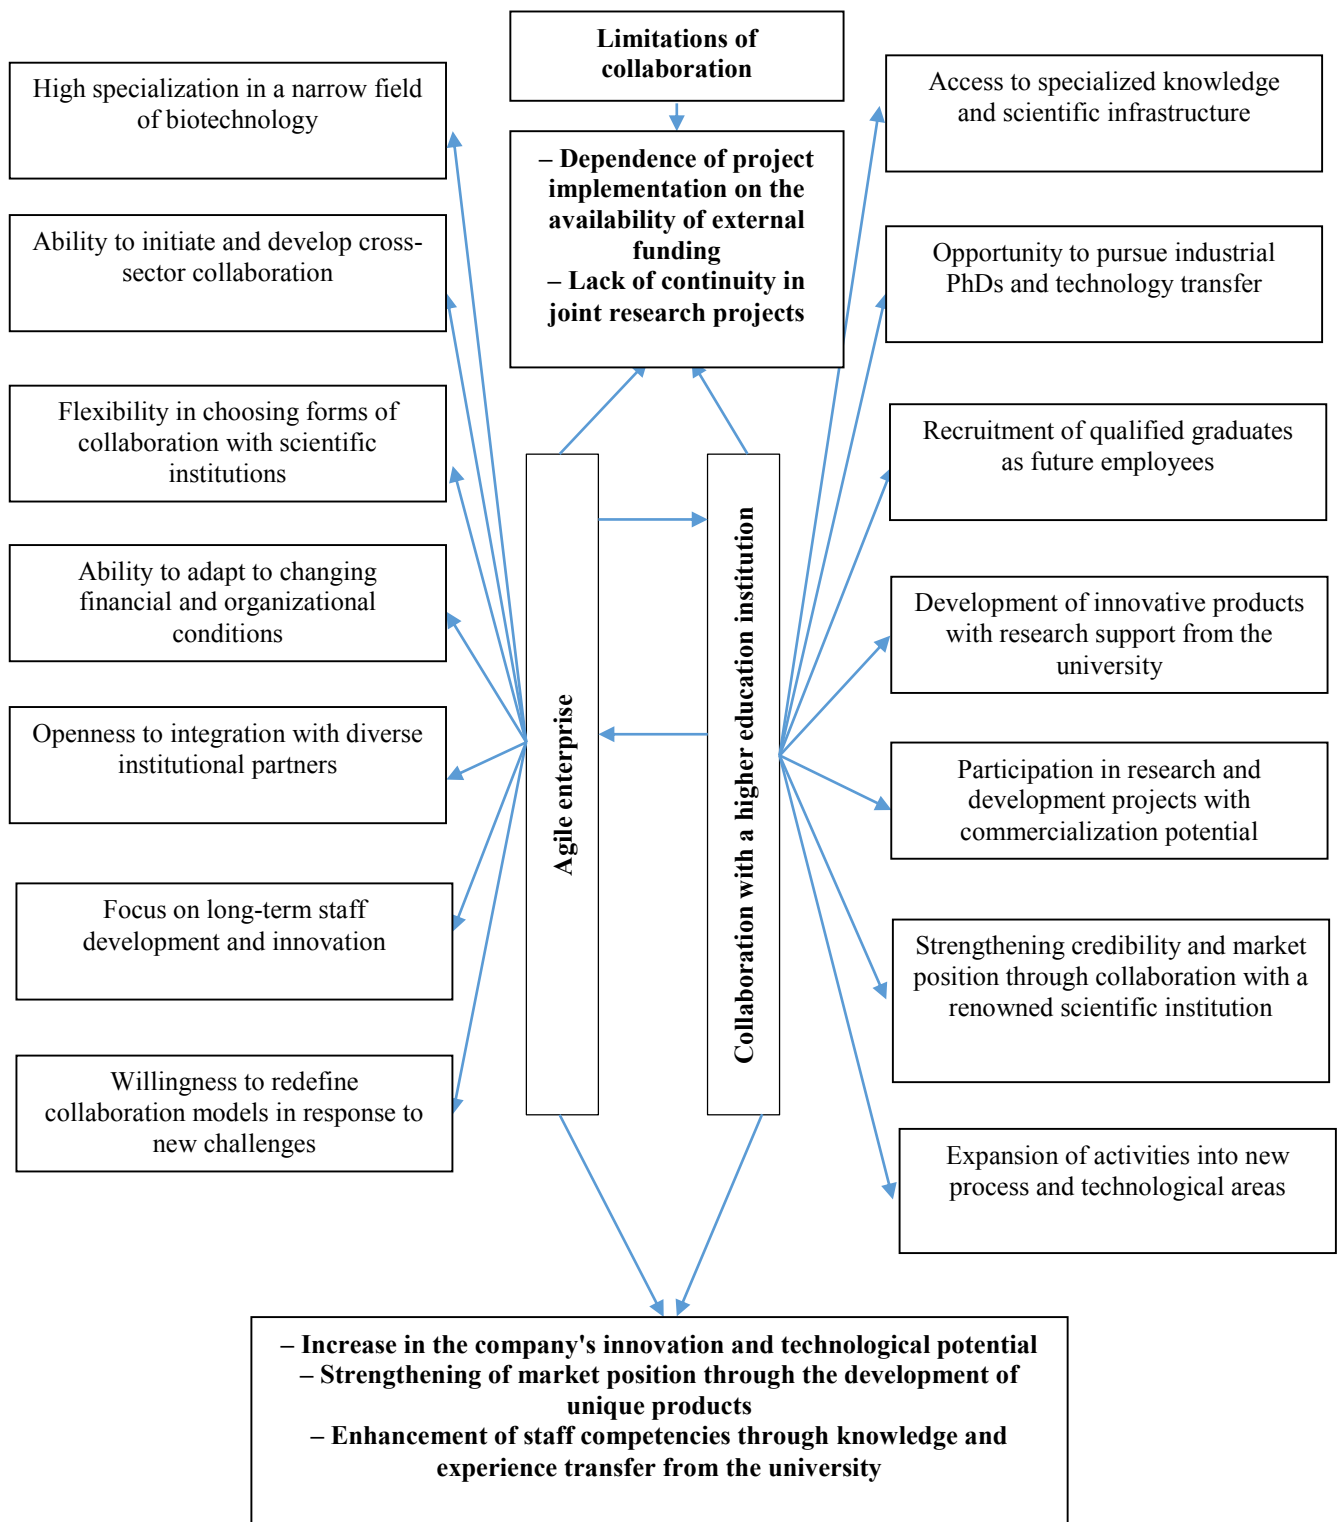 Limitations of
collaboration
– Dependence of project
implementation on the
availability of external
funding
– Lack of continuity in
joint research projects
High specialization in a narrow field
of biotechnology
Ability to initiate and develop cross-
sector collaboration
Flexibility in choosing forms of
collaboration with scientific
institutions
Ability to adapt to changing
financial and organizational
conditions
Openness to integration with diverse
institutional partners
Focus on long-term staff
development and innovation
Willingness to redefine
collaboration models in response to
new challenges
Agile enterprise
Collaboration with a higher education institution
Access to specialized knowledge
and scientific infrastructure
Opportunity to pursue industrial
PhDs and technology transfer
Recruitment of qualified graduates
as future employees
Development of innovative products
with research support from the
university
Participation in research and
development projects with
commercialization potential
Strengthening credibility and market
position through collaboration with a
renowned scientific institution
Expansion of activities into new
process and technological areas
– Increase in the company's innovation and technological potential
– Strengthening of market position through the development of
unique products
– Enhancement of staff competencies through knowledge and
experience transfer from the university